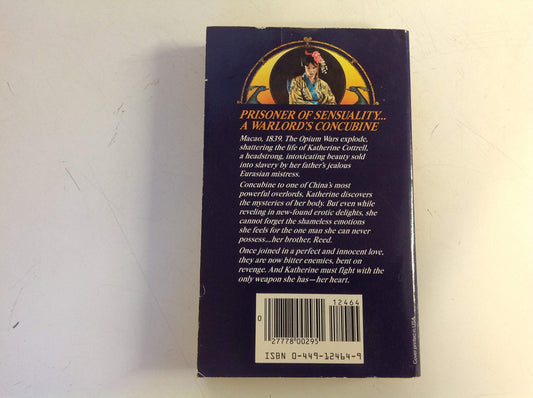 PRISONER OF SENSUALITY...
A WARLORD'S CONCUBINE
Macao, 1839. The Opium Wars explode,
shattering the life of Katherine Cottrell,
a headstrong, intoxicating beauty sold
into slavery by her father's jealous
Eurasian mistress.
Concubine to one of China's most
powerful overlords, Katherine discovers
the mysteries of her body. But even while
reveling in new-found erotic delights, she
cannot forget the shameless emotions
she feels for the one man she can never
possess...her brother, Reed.
Once joined in a perfect and innocent love,
they are now bitter enemies, bent on
revenge. And Katherine must fight with the
only weapon she has—her heart.
12464
0
27778 00295
ISBN 0-449-12464-9
Cover printed in USA